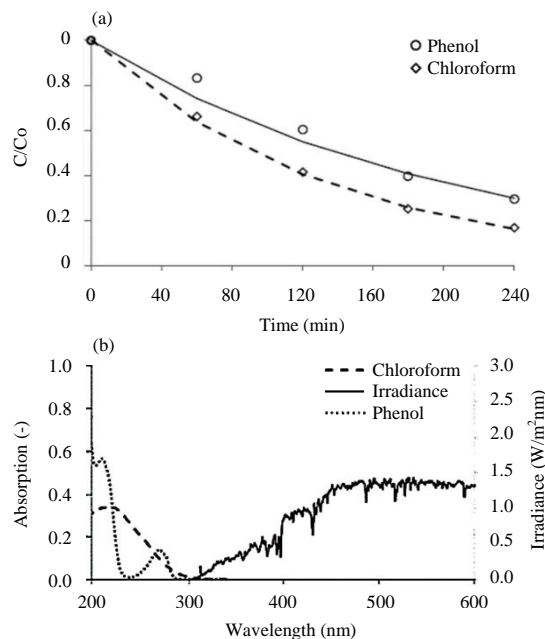 (a)
0
0.8
0.6
0.4
0.2
0
C/Co
Phenol
Chloroform
0 40 80 120 160 200 240
Time (min)
(b)
1.0
0.8
0.6
0.4
0.2
0.0
Absorption (-)
Chloroform
Irradiance
Phenol
3.0
2.5
2.0
1.5
1.0
0.5
0.0
Irradiance (W/m²nm)
200 300 400 500 600
Wavelength (nm)